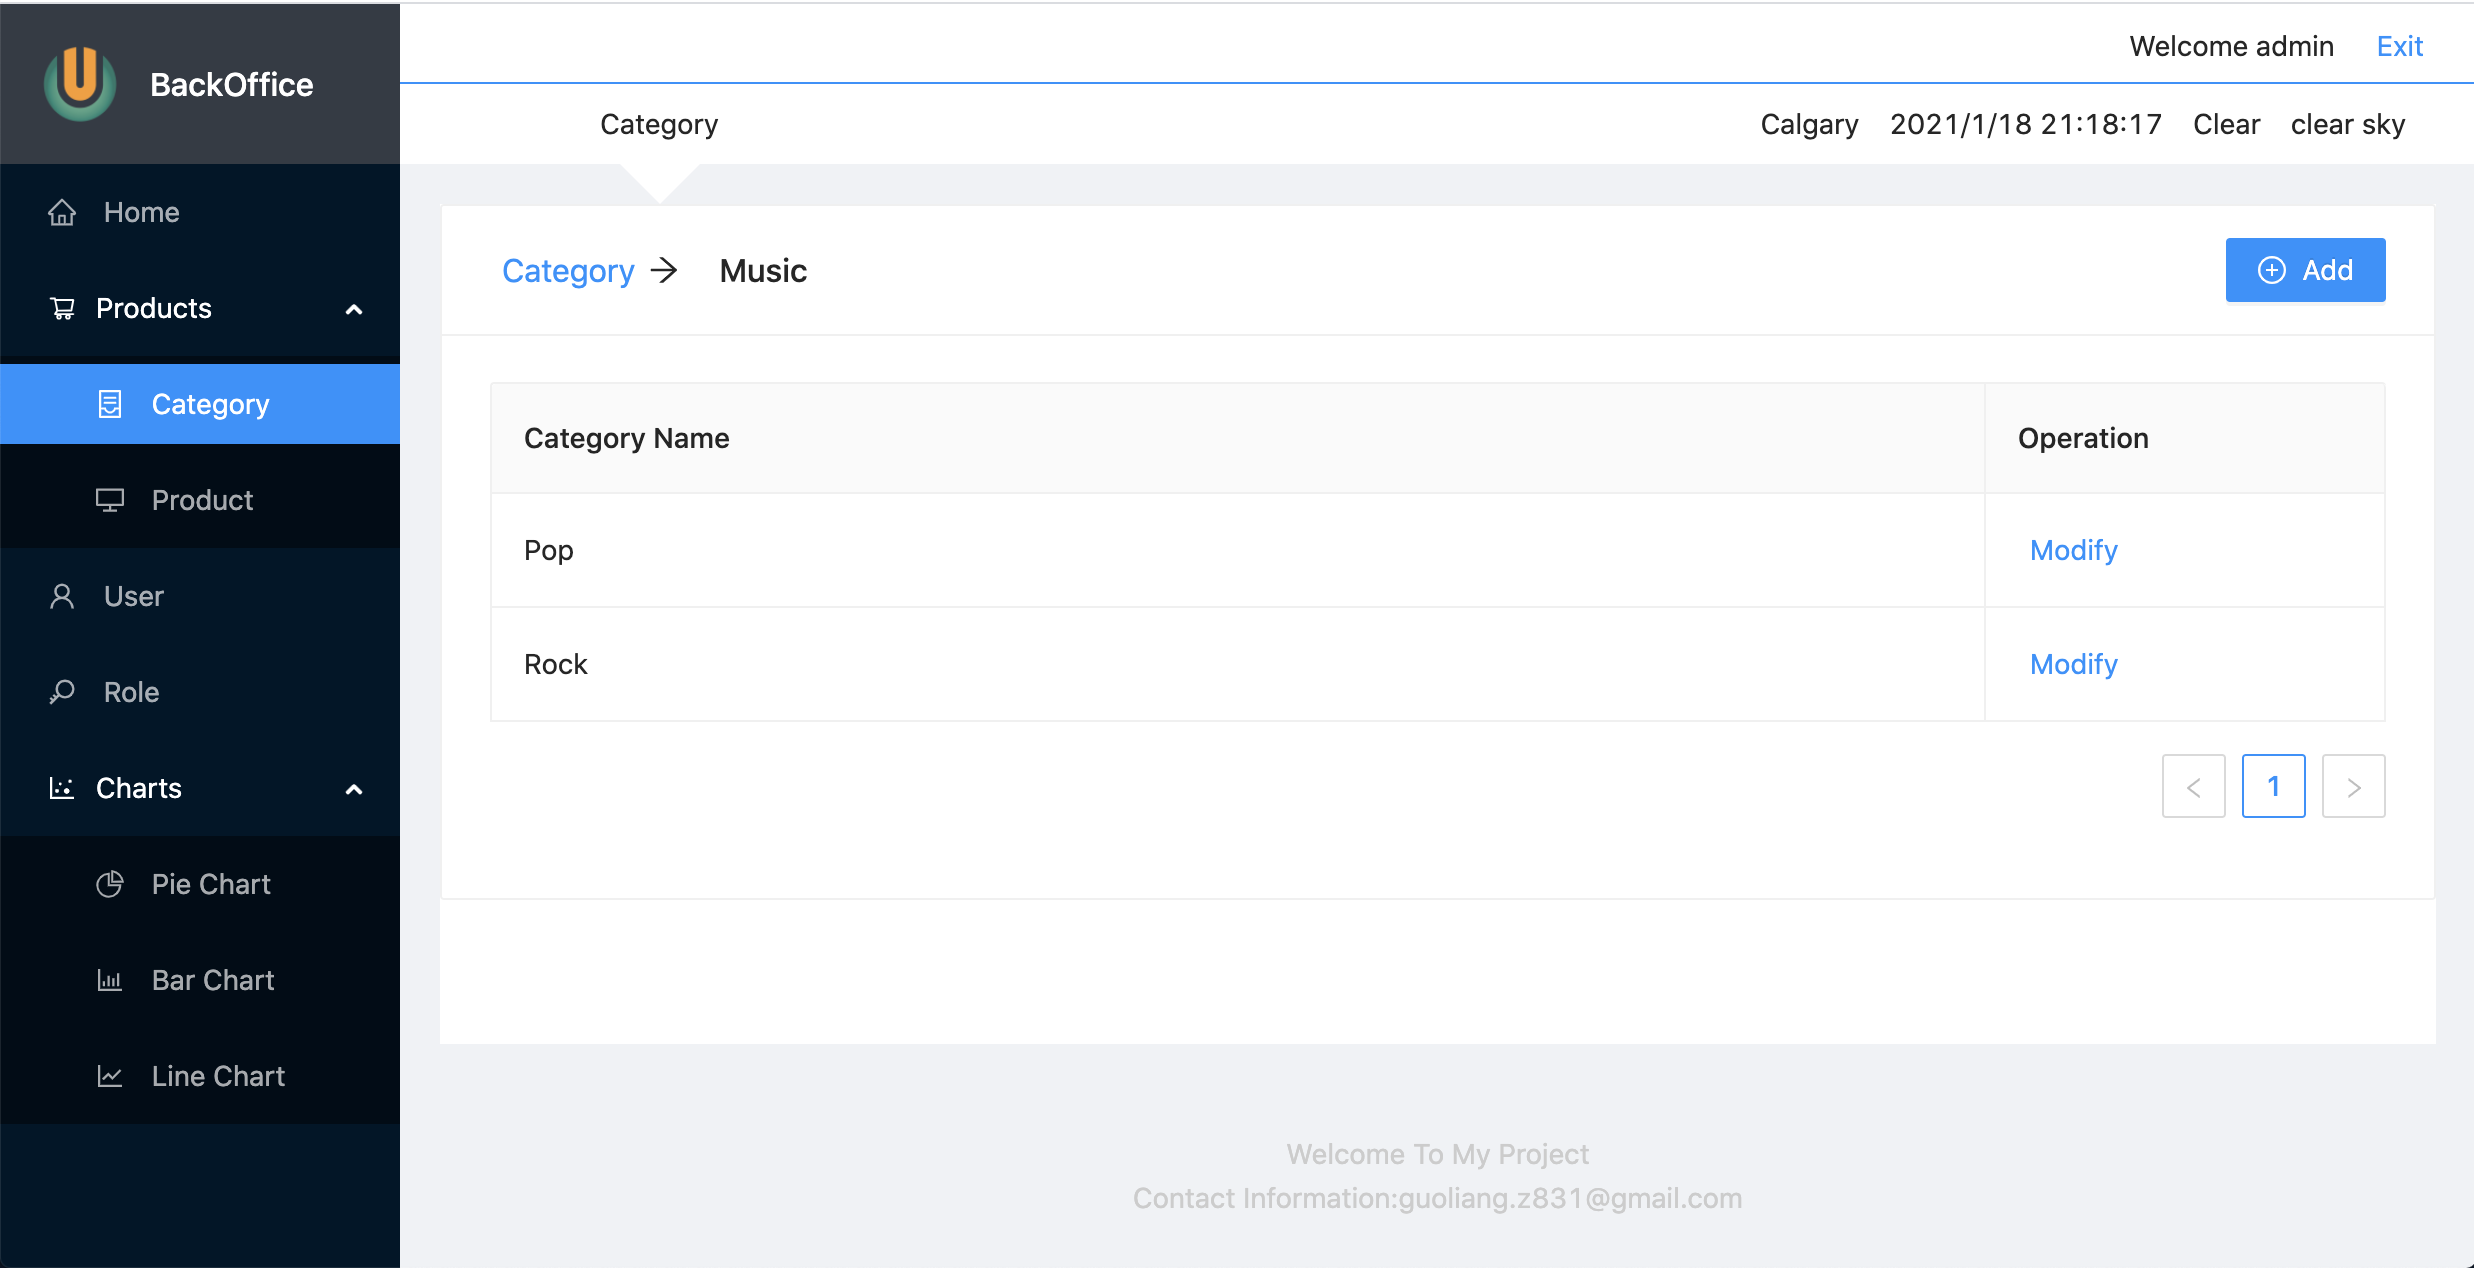 BackOffice
Welcome admin Exit
Category
Calgary 2021/1/18 21:18:17 Clear clear sky
Home
Products
Category
Product
User
Role
Charts
Pie Chart
Bar Chart
Line Chart
Category → Music
Add
Category Name Operation
Pop Modify
Rock Modify
< 1 >
Welcome To My Project
Contact Information:guoliang.z831@gmail.com